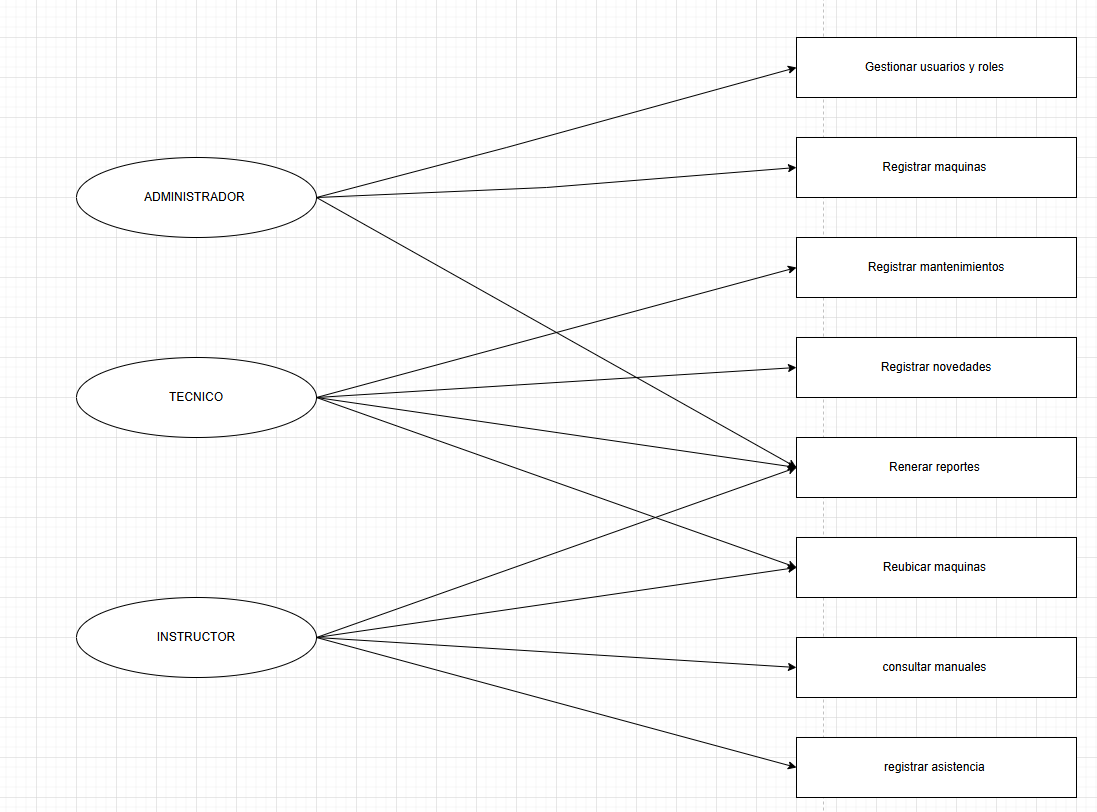 Gestionar usuarios y roles
Registrar maquinas
ADMINISTRADOR
Registrar mantenimientos
Registrar novedades
TECNICO
Renerar reportes
Reubicar maquinas
INSTRUCTOR
consultar manuales
registrar asistencia